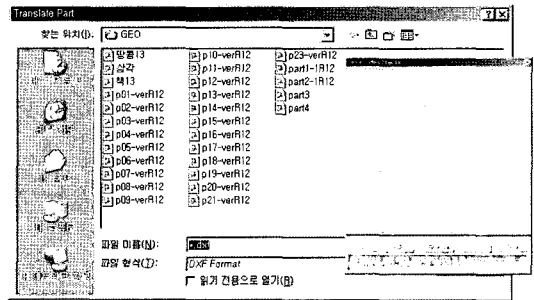 Translate Part
찾는 위치(I):
GEO
땅콩13
삼각
책13
p01-verR12
p02-verR12
p03-verR12
p04-verR12
p05-verR12
p06-verR12
p07-verR12
p08-verR12
p09-verR12
p10-verR12
p11-verR12
p12-verR12
p13-verR12
p14-verR12
p15-verR12
p16-verR12
p17-verR12
p18-verR12
p19-verR12
p20-verR12
p21-verR12
p23-verR12
part1-1R12
part2-1R12
part3
part4
파일 이름(N):
*.dxf
파일 형식(T):
DXF Format
읽기 전용으로 열기(R)